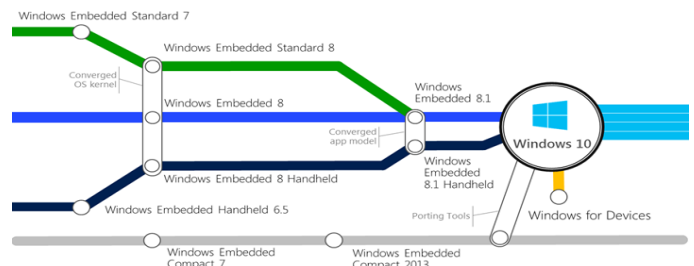 Windows Embedded Standard 7
Windows Embedded Standard 8
Converged
OS kernel
Windows Embedded 8
Windows
Embedded 8.1
Converged
app model
Windows 10
Windows Embedded 8 Handheld
Windows
Embedded
8.1 Handheld
Windows Embedded Handheld 6.5
Porting Tools
Windows for Devices
Windows Embedded
Compact 7
Windows Embedded
Compact 2013